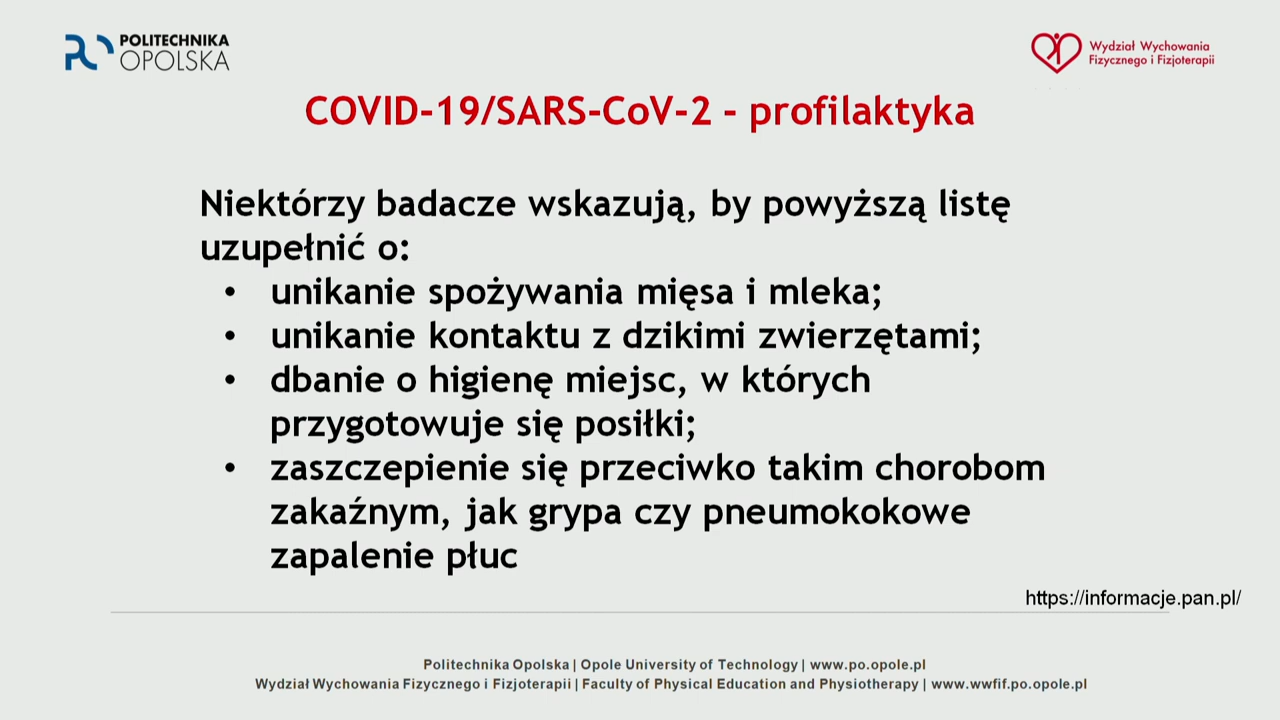 POLITECHNIKA
OPOLSKA
Wydział Wychowania
Fizycznego i Fizjoterapii
COVID-19/SARS-CoV-2 - profilaktyka
Niektórzy badacze wskazują, by powyższą listę
uzupełnić o:
• unikanie spożywania mięsa i mleka;
• unikanie kontaktu z dzikimi zwierzętami;
• dbanie o higienę miejsc, w których
przygotowuje się posiłki;
• zaszczepienie się przeciwko takim chorobom
zakaźnym, jak grypa czy pneumokokowe
zapalenie płuc
https://informacje.pan.pl/
Politechnika Opolska | Opole University of Technology | www.po.opole.pl
Wydział Wychowania Fizycznego i Fizjoterapii | Faculty of Physical Education and Physiotherapy | www.wwfif.po.opole.pl